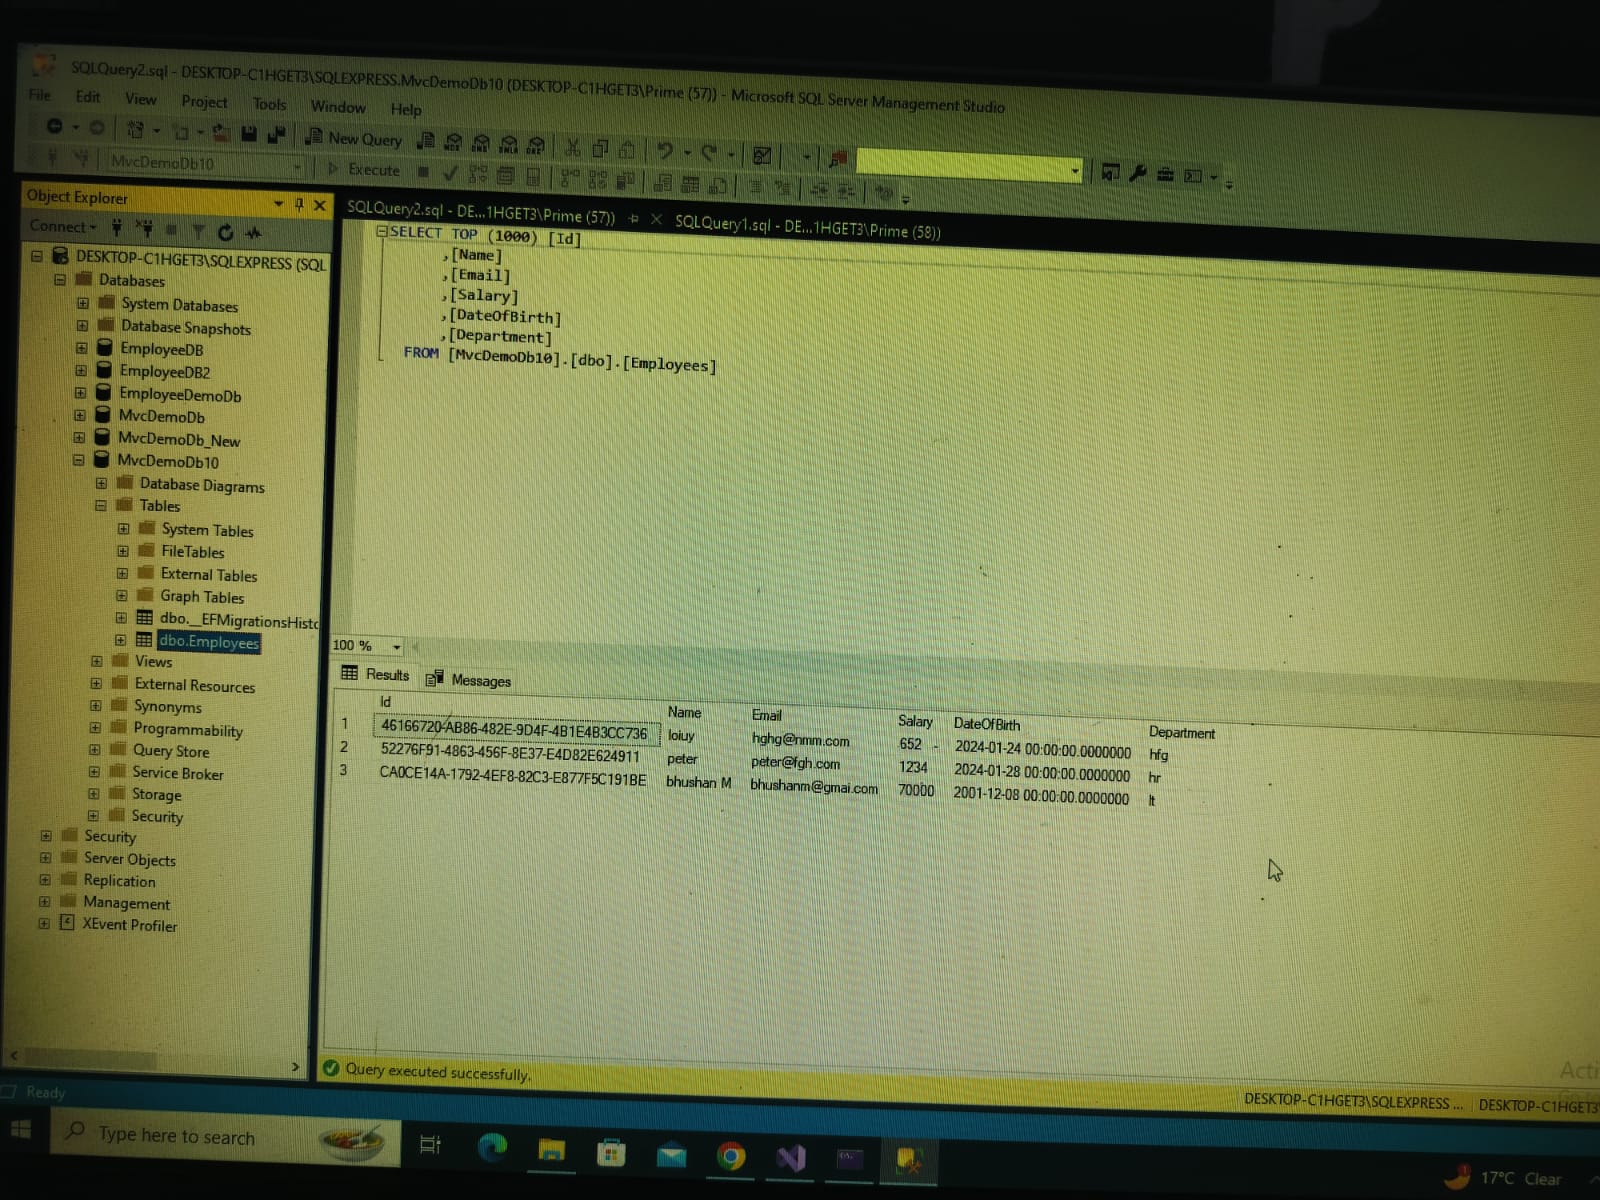 SQLQuery2.sql - DESKTOP-C1HGET3\SQLEXPRESS.MvcDemoDb10 (DESKTOP-C1HGET3\Prime (57)) - Microsoft SQL Server Management Studio
File Edit View Project Tools Window Help
New Query
MvcDemoDb10 Execute
Object Explorer
Connect
DESKTOP-C1HGET3\SQLEXPRESS (SQL
Databases
System Databases
Database Snapshots
EmployeeDB
EmployeeDB2
EmployeeDemoDb
MvcDemoDb
MvcDemoDb_New
MvcDemoDb10
Database Diagrams
Tables
System Tables
FileTables
External Tables
Graph Tables
dbo.__EFMigrationsHisto
dbo.Employees
Views
External Resources
Synonyms
Programmability
Query Store
Service Broker
Storage
Security
Security
Server Objects
Replication
Management
XEvent Profiler
SQLQuery2.sql - DE...1HGET3\Prime (57)) SQLQuery1.sql - DE...1HGET3\Prime (58))
SELECT TOP (1000) [Id]
,[Name]
,[Email]
,[Salary]
,[DateOfBirth]
,[Department]
FROM [MvcDemoDb10].[dbo].[Employees]
100 %
Results Messages
Id Name Email Salary DateOfBirth Department
1 46166720-AB86-482E-9D4F-4B1E4B3CC736 loiuy hghg@nmm.com 652 2024-01-24 00:00:00.0000000 hfg
2 52276F91-4863-456F-8E37-E4D82E624911 peter peter@fgh.com 1234 2024-01-28 00:00:00.0000000 hr
3 CA0CE14A-1792-4EF8-82C3-E877F5C191BE bhushan M bhushanm@gmai.com 70000 2001-12-08 00:00:00.0000000 It
Query executed successfully.
DESKTOP-C1HGET3\SQLEXPRESS ... DESKTOP-C1HGET3
Acti
Ready
Type here to search
17°C Clear